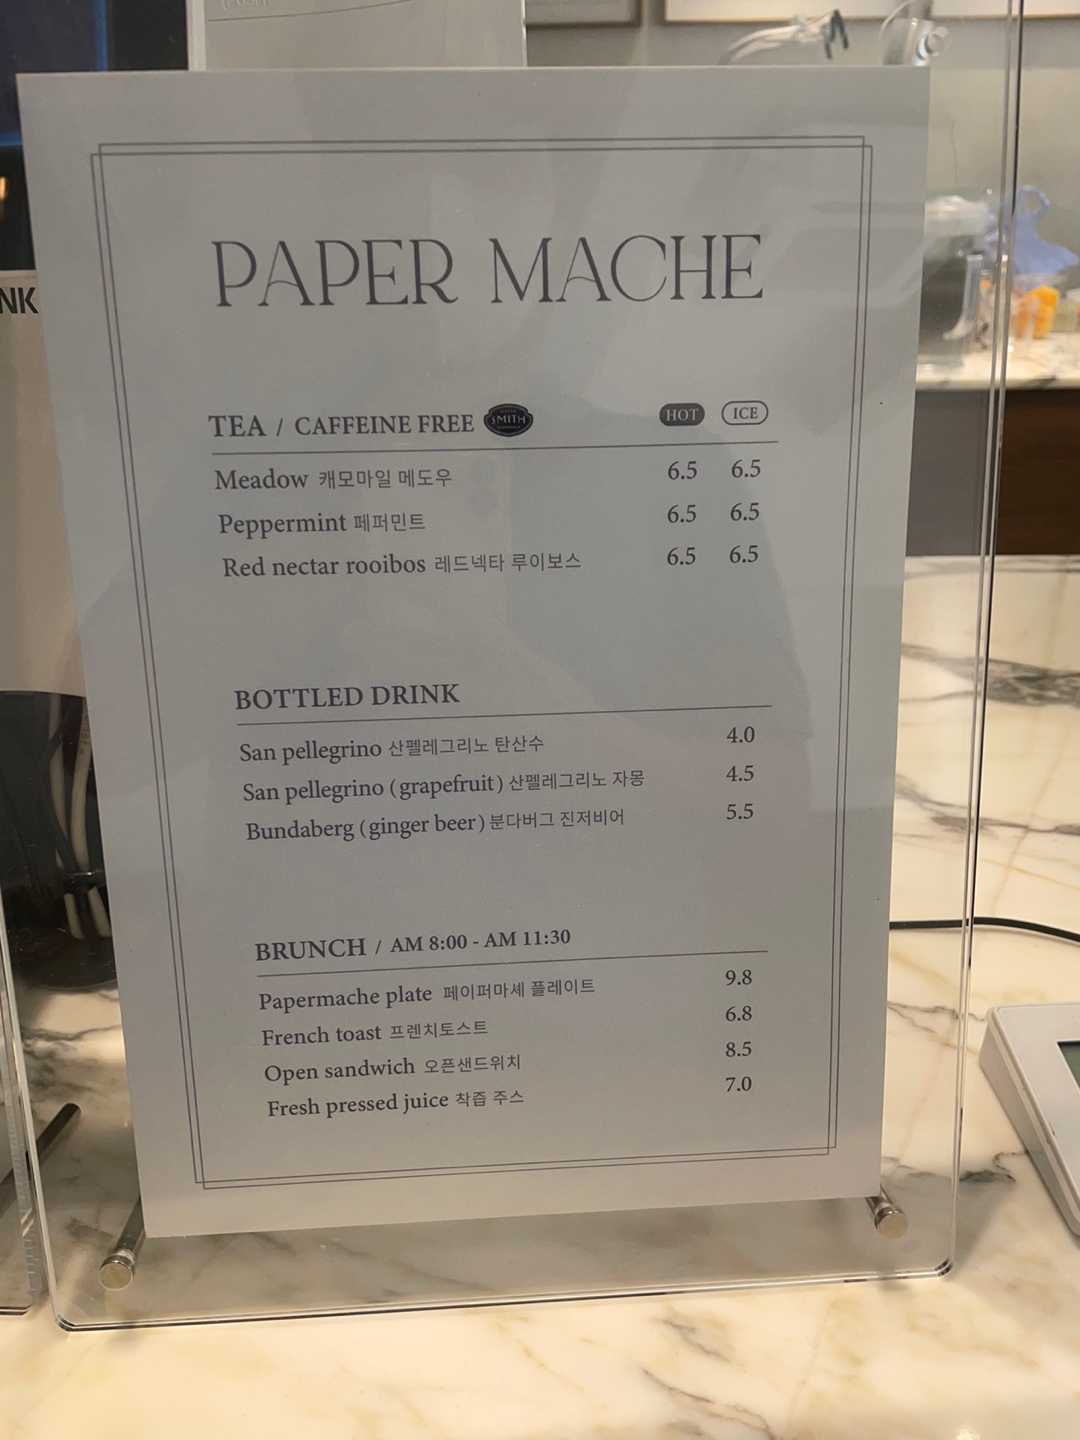 NK
PAPER MACHE
TEA / CAFFEINE FREE SMITH HOT ICE
Meadow 캐모마일 메도우 6.5 6.5
Peppermint 페퍼민트 6.5 6.5
Red nectar rooibos 레드넥타 루이보스 6.5 6.5
BOTTLED DRINK
San pellegrino 산펠레그리노 탄산수 4.0
San pellegrino (grapefruit) 산펠레그리노 자몽 4.5
Bundaberg (ginger beer) 분다버그 진저비어 5.5
BRUNCH / AM 8:00 - AM 11:30
Papermache plate 페이퍼마셰 플레이트 9.8
French toast 프렌치토스트 6.8
Open sandwich 오픈샌드위치 8.5
Fresh pressed juice 착즙 주스 7.0